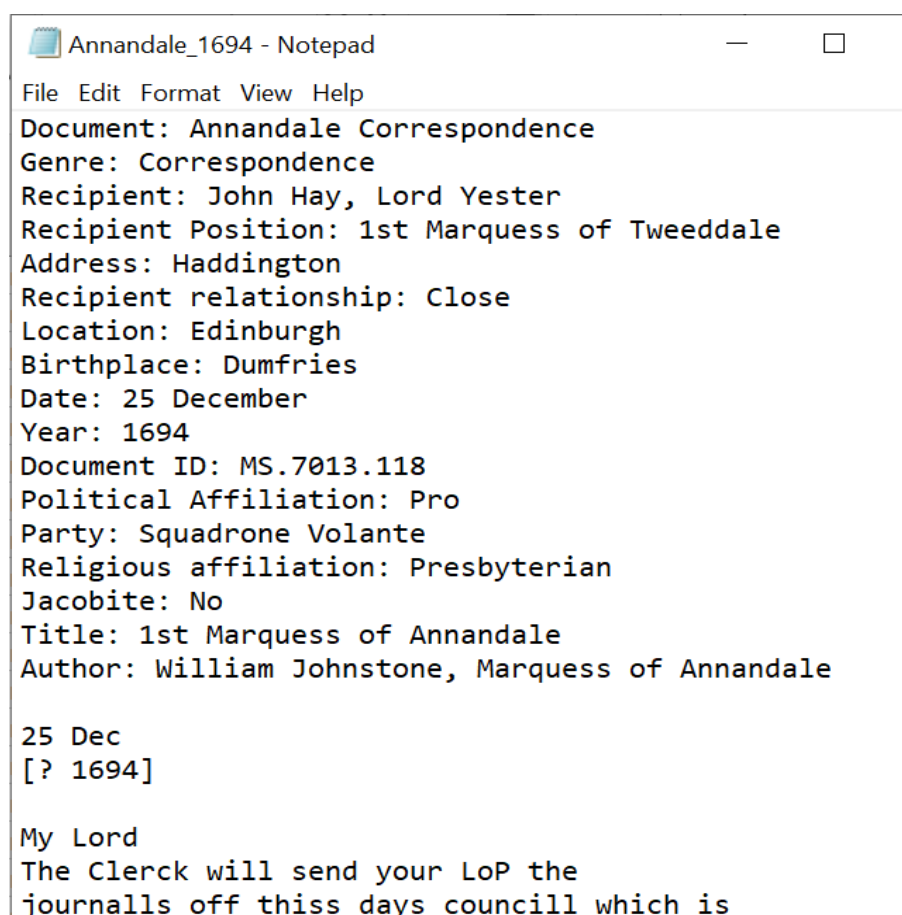 Annandale_1694 - Notepad
File Edit Format View Help
Document: Annandale Correspondence
Genre: Correspondence
Recipient: John Hay, Lord Yester
Recipient Position: 1st Marquess of Tweeddale
Address: Haddington
Recipient relationship: Close
Location: Edinburgh
Birthplace: Dumfries
Date: 25 December
Year: 1694
Document ID: MS.7013.118
Political Affiliation: Pro
Party: Squadrone Volante
Religious affiliation: Presbyterian
Jacobite: No
Title: 1st Marquess of Annandale
Author: William Johnstone, Marquess of Annandale
25 Dec
[? 1694]
My Lord
The Clerck will send your LoP the
journalls off thiss days councill which is